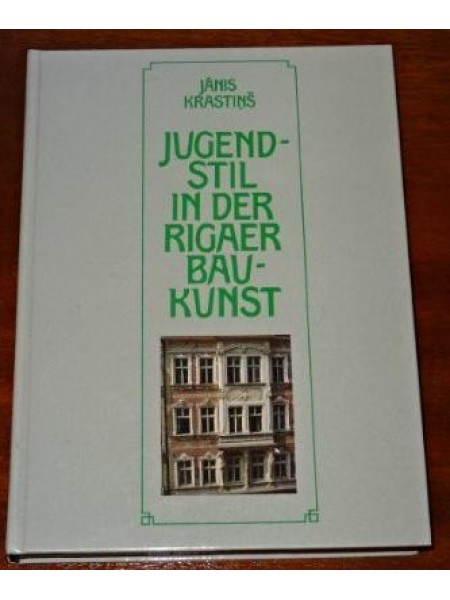 JĀNIS
KRASTIŅŠ
JUGEND-
STIL
IN DER
RIGAER
BAU-
KUNST